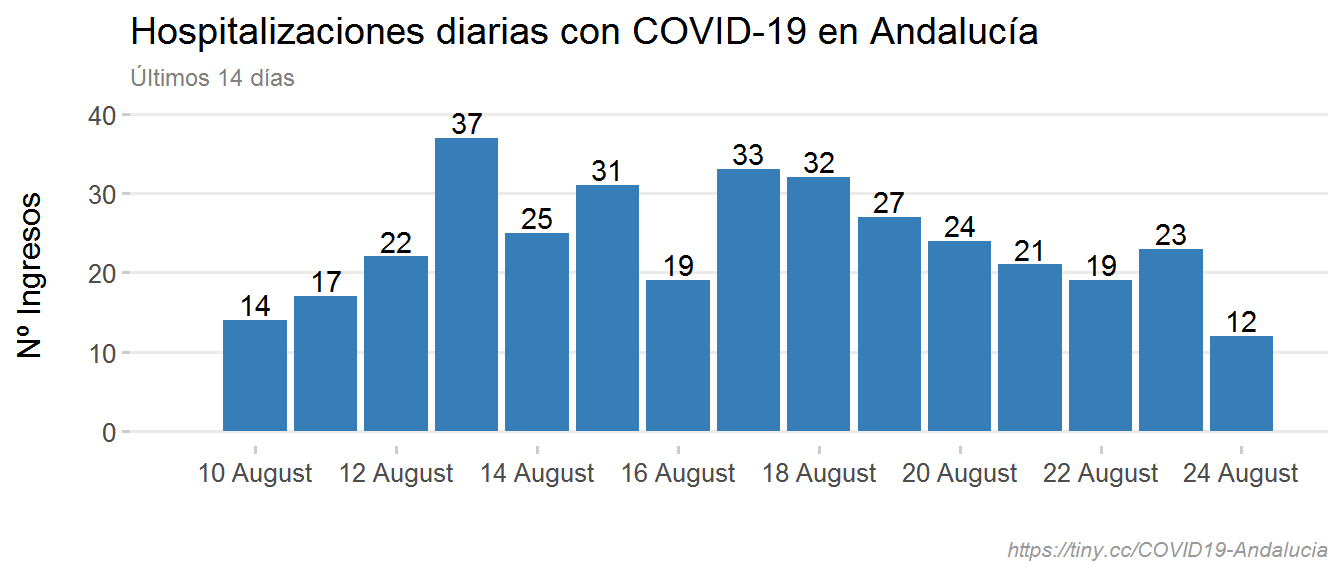 Hospitalizaciones diarias con COVID-19 en Andalucía
Últimos 14 días
40
30
20
10
0
Nº Ingresos
14
17
22
37
25
31
19
33
32
27
24
21
19
23
12
10 August
12 August
14 August
16 August
18 August
20 August
22 August
24 August
https://tiny.cc/COVID19-Andalucia